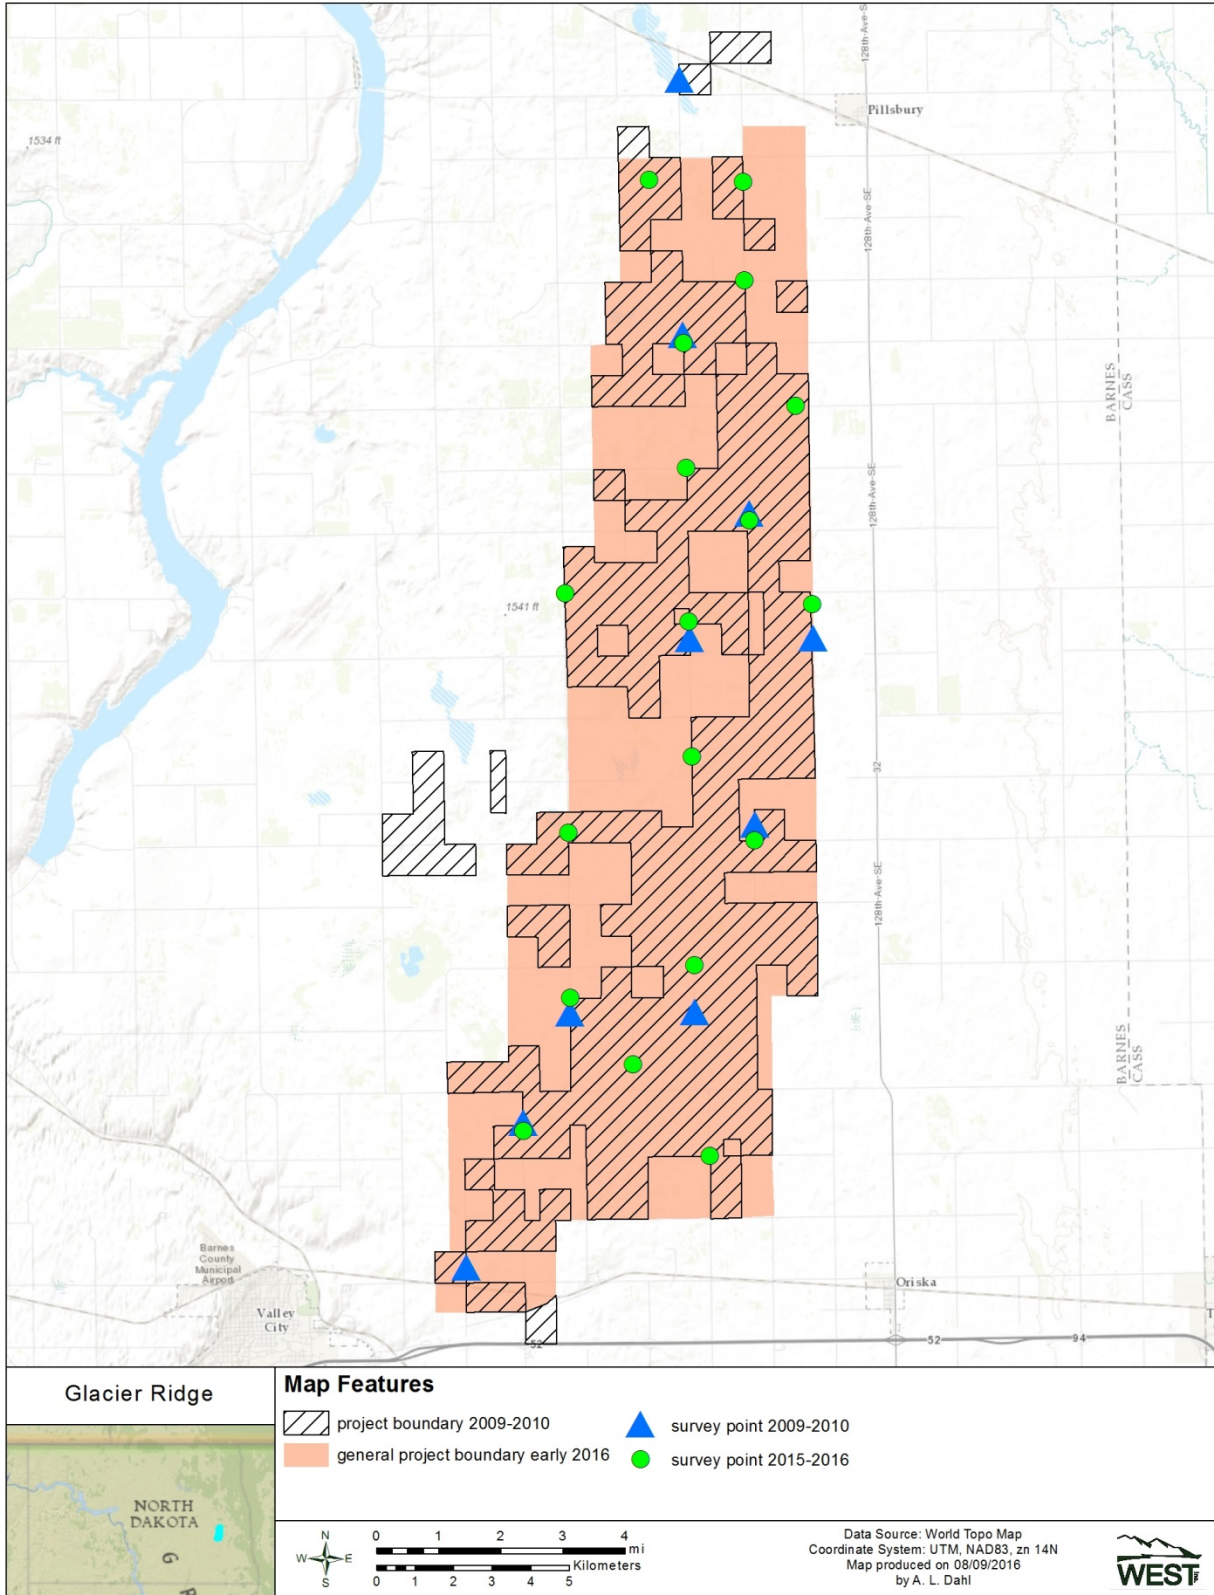 128th Ave S
Pillsbury
1534 ft
128th Ave SE
BARNES
CASS
128th Ave SE
1541 ft
32
128th Ave SE
BARNES
CASS
Barnes
County
Municipal
Airport
Oriska
Valley
City
T
52
52
94
Glacier Ridge
Map Features
project boundary 2009-2010
survey point 2009-2010
general project boundary early 2016
survey point 2015-2016
NORTH
DAKOTA
G
N
W E
S
0 1 2 3 4
mi
Kilometers
0 1 2 3 4 5
Data Source: World Topo Map
Coordinate System: UTM, NAD83, zn 14N
Map produced on 08/09/2016
by A. L. Dahl
WEST Inc.